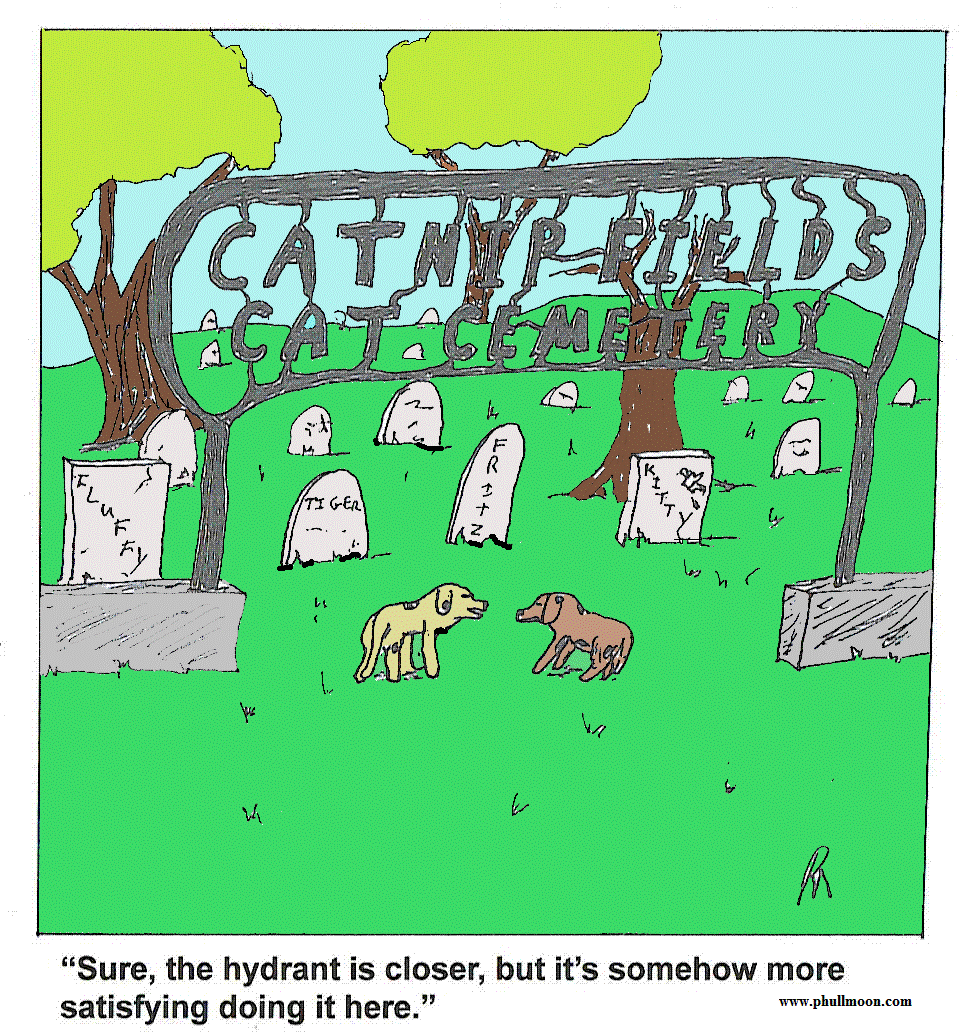 CATNIP FIELDS
CAT CEMETERY
FLUFFY
TIGER
FRITZ
KITTY
“Sure, the hydrant is closer, but it’s somehow more
satisfying doing it here.”
www.phullmoon.com